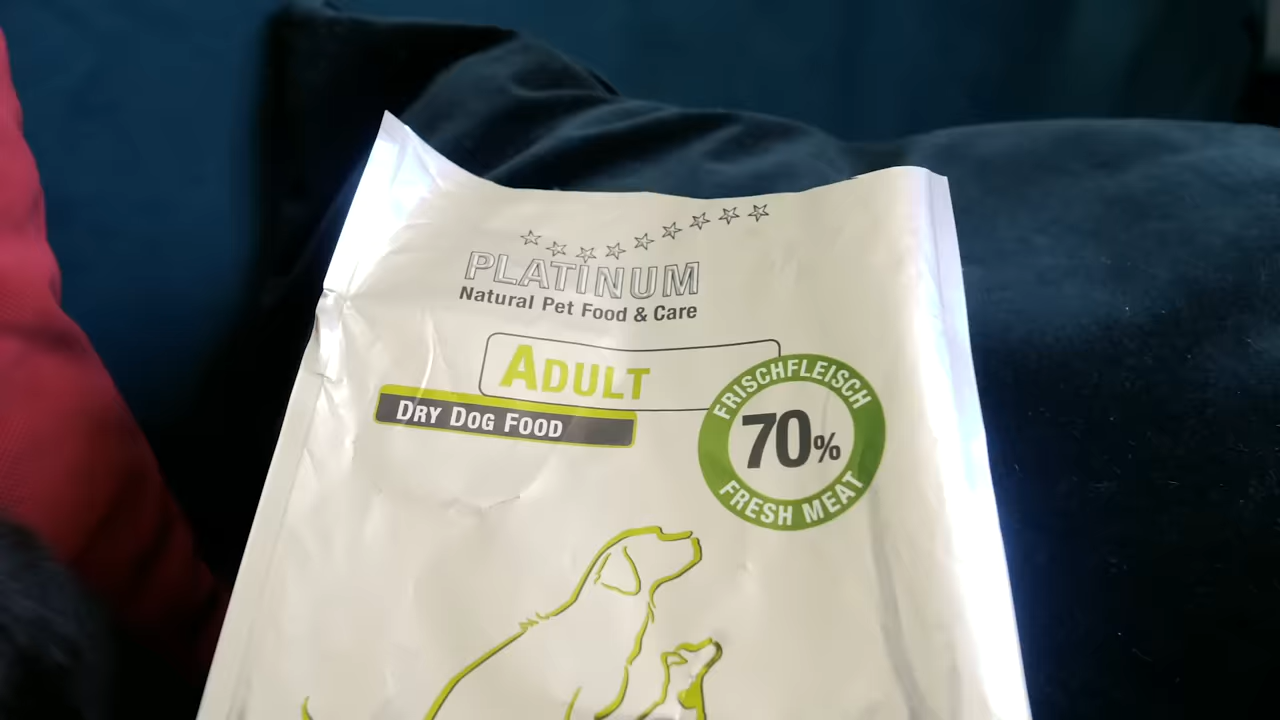 PLATINUM
Natural Pet Food & Care
ADULT
DRY DOG FOOD
FRISCHFLEISCH
70%
FRESH MEAT